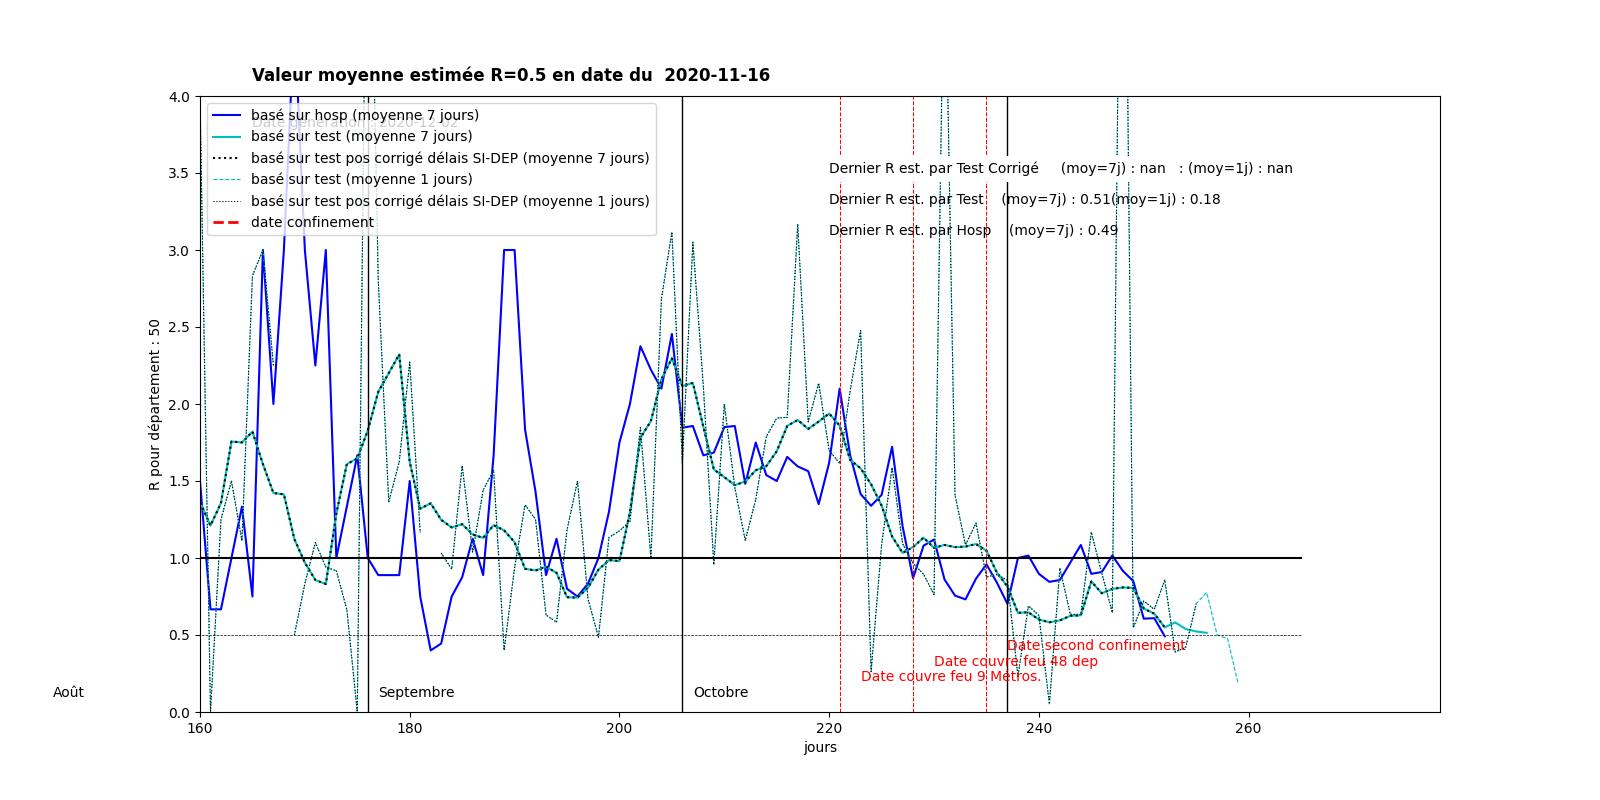 Valeur moyenne estimée R=0.5 en date du  2020-11-16
Date génération : 2020-12-02
basé sur hosp (moyenne 7 jours)
basé sur test (moyenne 7 jours)
basé sur test pos corrigé délais SI-DEP (moyenne 7 jours)
basé sur test (moyenne 1 jours)
basé sur test pos corrigé délais SI-DEP (moyenne 1 jours)
date confinement
Dernier R est. par Test Corrigé     (moy=7j) : nan   : (moy=1j) : nan
Dernier R est. par Test    (moy=7j) : 0.51(moy=1j) : 0.18
Dernier R est. par Hosp    (moy=7j) : 0.49
4.0
3.5
3.0
2.5
2.0
1.5
1.0
0.5
0.0
R pour département : 50
Date second confinement.
Date couvre feu 48 dep
Date couvre feu 9 Métros.
Août
Septembre
Octobre
160
180
200
220
240
260
jours